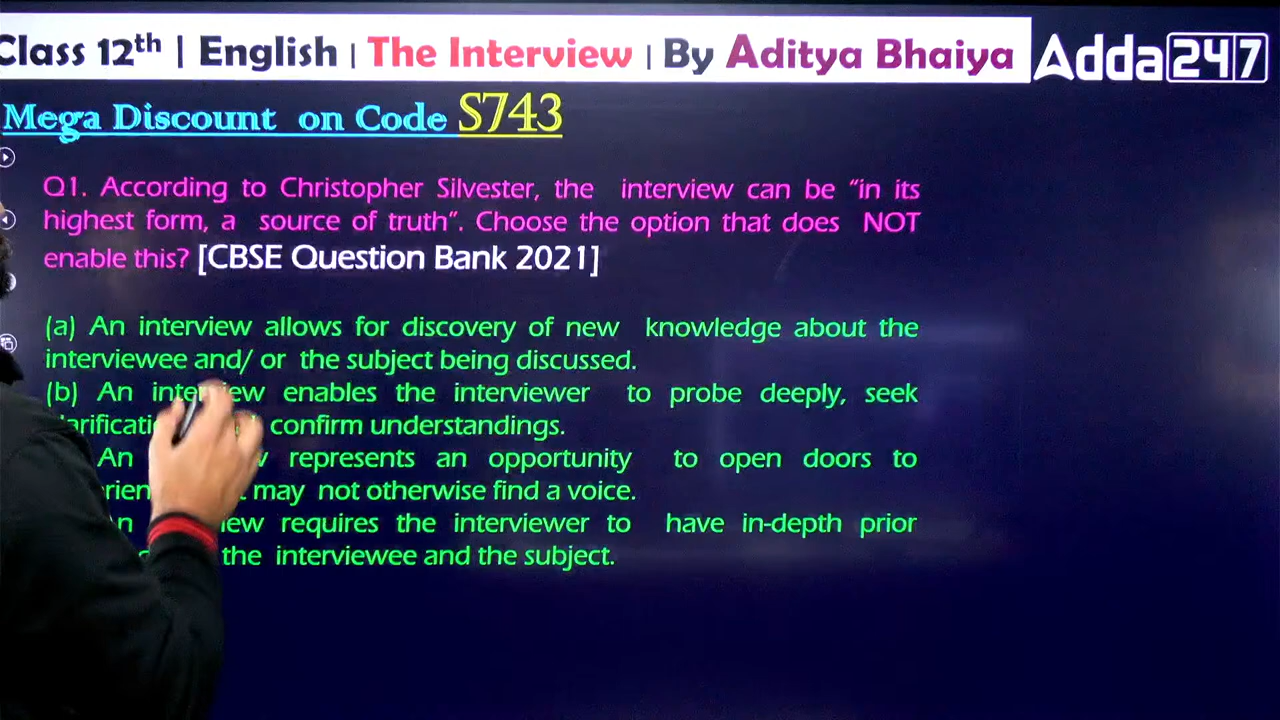 Class 12th | English | The Interview | By Aditya Bhaiya
Adda247
Mega Discount on Code S743
Q1. According to Christopher Silvester, the interview can be “in its
highest form, a source of truth”. Choose the option that does NOT
enable this? [CBSE Question Bank 2021]
(a) An interview allows for discovery of new knowledge about the
interviewee and/ or the subject being discussed.
(b) An interview enables the interviewer to probe deeply, seek
confirm understandings.
An represents an opportunity to open doors to
may not otherwise find a voice.
requires the interviewer to have in-depth prior
the interviewee and the subject.